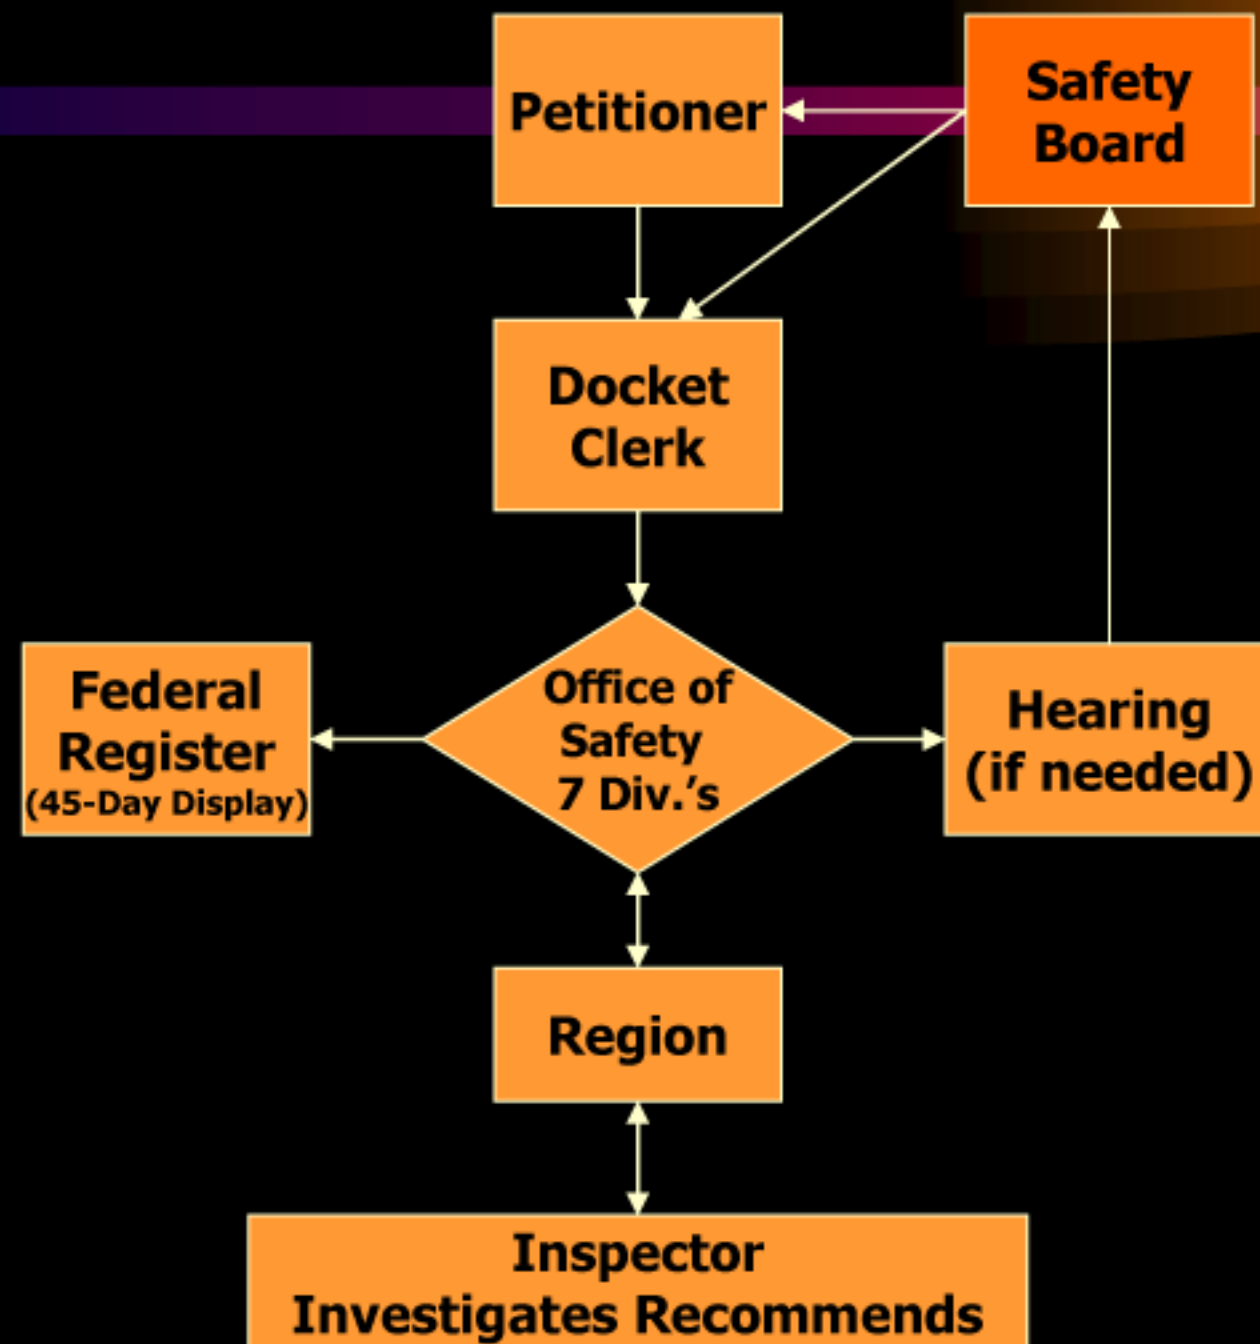 Petitioner
Safety
Board
Docket
Clerk
Federal
Register
(45-Day Display)
Office of
Safety
7 Div.’s
Hearing
(if needed)
Region
Inspector
Investigates Recommends